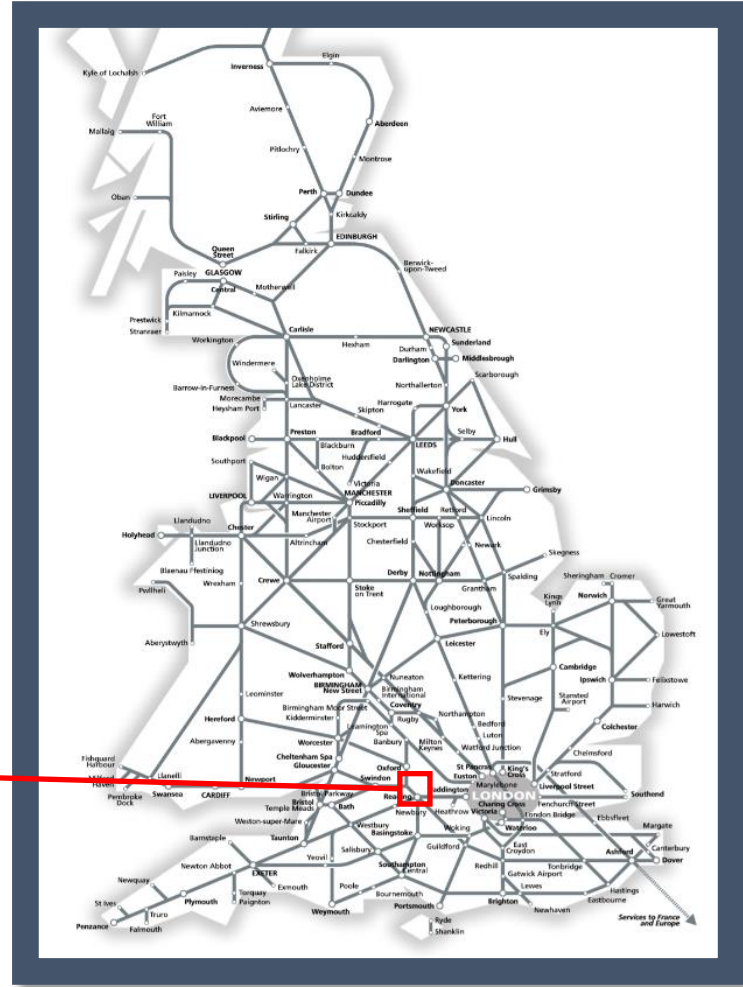 Elgin
Inverness
Kyle of Lochalsh
Aviemore
Aberdeen
Fort
William
Mallaig
Pitlochry
Montrose
Perth
Dundee
Oban
Stirling
Kirkcaldy
EDINBURGH
Queen
Street
Falkirk
Berwick-
upon-Tweed
Paisley
GLASGOW
Central
Motherwell
Prestwick
Kilmarnock
Stranraer
Carlisle
NEWCASTLE
Workington
Hexham
Durham
Sunderland
Darlington
Middlesbrough
Windermere
Scarborough
Oxenholme
Lake District
Northallerton
Barrow-in-Furness
Morecambe
Heysham Port
Lancaster
Harrogate
York
Skipton
Preston
Bradford
Selby
Blackpool
Blackburn
LEEDS
Hull
Huddersfield
Southport
Bolton
Wakefield
Wigan
Victoria
MANCHESTER
Doncaster
Grimsby
LIVERPOOL
Warrington
Piccadilly
Manchester
Airport
Sheffield
Retford
Lincoln
Llandudno
Stockport
Worksop
Holyhead
Chester
Llandudno
Junction
Altrincham
Chesterfield
Newark
Skegness
Blaenau Ffestiniog
Derby
Nottingham
Spalding
Sheringham
Cromer
Pwllheli
Wrexham
Crewe
Stoke
on Trent
Grantham
Kings
Lynn
Norwich
Great
Yarmouth
Loughborough
Peterborough
Shrewsbury
Ely
Lowestoft
Aberystwyth
Stafford
Leicester
Wolverhampton
Cambridge
BIRMINGHAM
New Street
Nuneaton
Kettering
Ipswich
Felixstowe
Birmingham
International
Leominster
Stevenage
Stansted
Airport
Birmingham Moor Street
Coventry
Harwich
Hereford
Kidderminster
Rugby
Northampton
Colchester
Leamington
Spa
Bedford
Abergavenny
Worcester
Banbury
Milton
Keynes
Luton
Watford Junction
Chelmsford
Cheltenham Spa
Fishguard
Harbour
Gloucester
Oxford
St Pancras
King's
Cross
Stratford
Llanelli
Newport
Swindon
Euston
Haven
Marylebone
Liverpool Street
Pembroke
Dock
Swansea
CARDIFF
Bristol Parkway
Reading
Paddington
LONDON
Southend
Bristol
Temple Meads
Bath
Charing Cross
Fenchurch Street
Newbury
Heathrow
Victoria
London Bridge
Ebbsfleet
Weston-super-Mare
Westbury
Basingstoke
Woking
Waterloo
Margate
Barnstaple
Taunton
Salisbury
Guildford
East
Croydon
Canterbury
Yeovil
Ashford
Dover
Newton Abbot
EXETER
Southampton
Central
Redhill
Tonbridge
Gatwick Airport
Newquay
Exmouth
Poole
Bournemouth
Lewes
Hastings
St Ives
Plymouth
Torquay
Paignton
Weymouth
Portsmouth
Brighton
Eastbourne
Newhaven
Truro
Falmouth
Penzance
Ryde
Shanklin
Services to France
and Europe